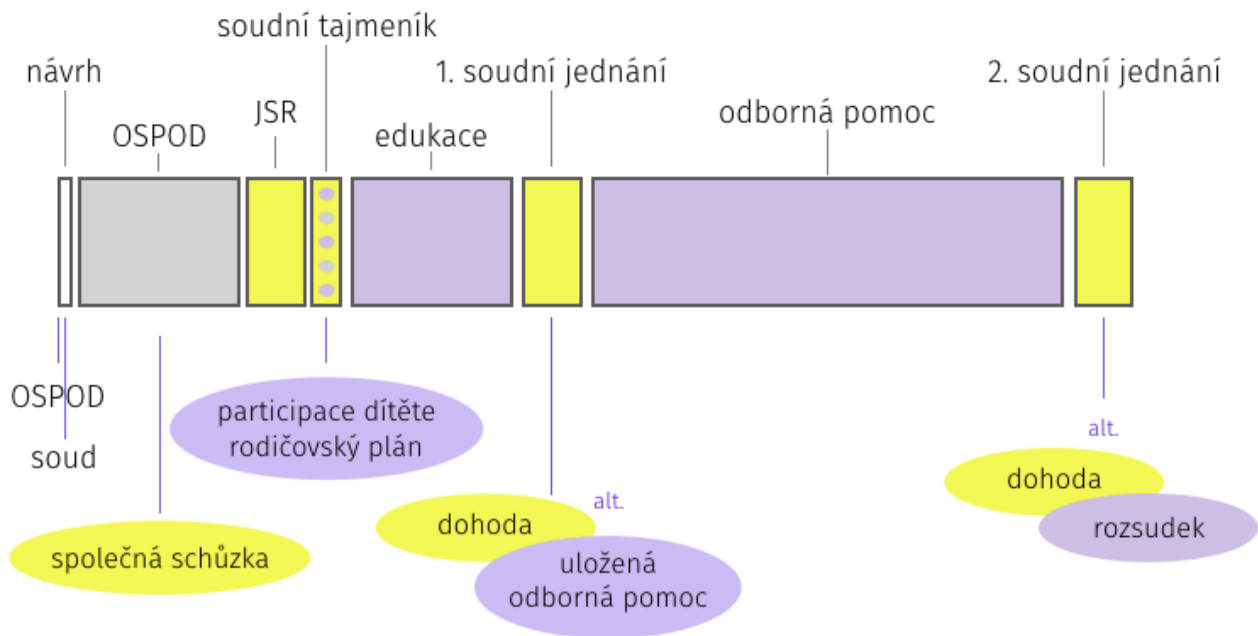 soudní tajmeník
návrh
1. soudní jednání
2. soudní jednání
JSR
odborná pomoc
OSPOD
edukace
OSPOD
soud
participace dítěte
rodičovský plán
společná schůzka
alt.
dohoda
uložená
odborná pomoc
alt.
dohoda
rozsudek